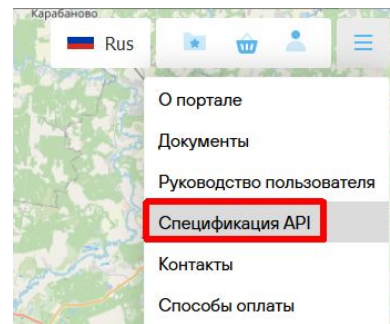 Карабаново
Rus
О портале
Документы
Руководство пользователя
Спецификация API
Контакты
Способы оплаты